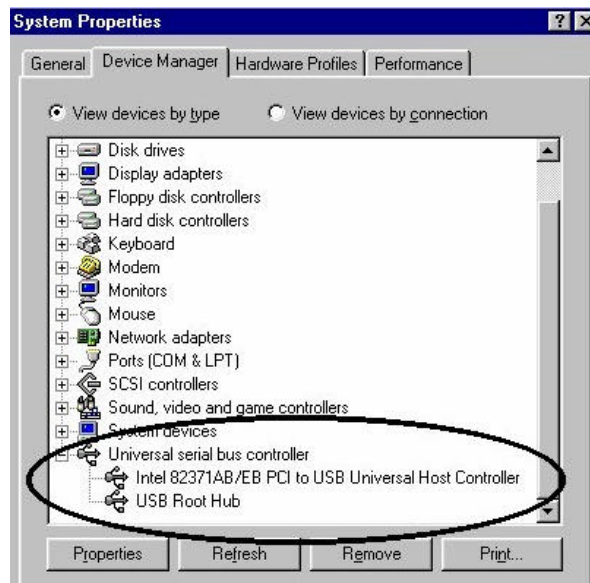 System Properties
General Device Manager Hardware Profiles Performance
View devices by type View devices by connection
Disk drives
Display adapters
Floppy disk controllers
Hard disk controllers
Keyboard
Modem
Monitors
Mouse
Network adapters
Ports (COM & LPT)
SCSI controllers
Sound, video and game controllers
System devices
Universal serial bus controller
Intel 82371AB/EB PCI to USB Universal Host Controller
USB Root Hub
Properties Refresh Remove Print...